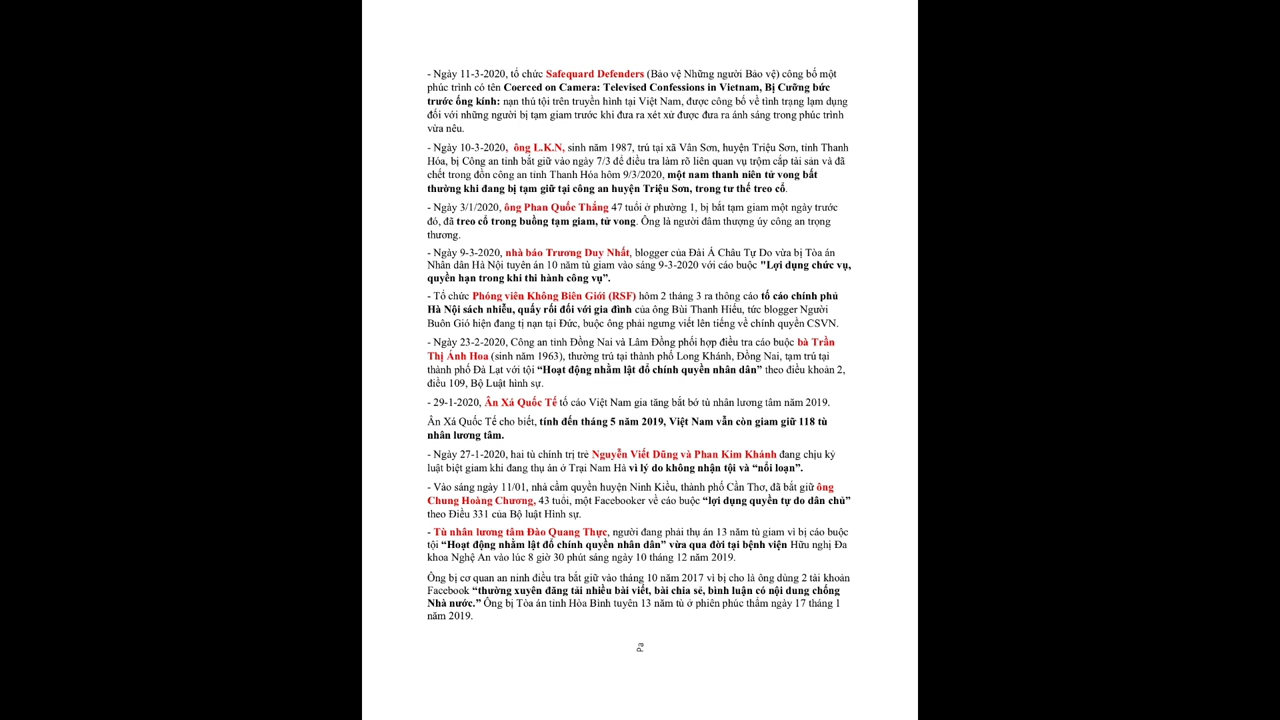 - Ngày 11-3-2020, tổ chức Safequard Defenders (Bảo vệ Những người Bảo vệ) công bố một
phúc trình có tên Coerced on Camera: Televised Confessions in Vietnam, Bị Cưỡng bức
trước ống kính: nạn thú tội trên truyền hình tại Việt Nam, được công bố về tình trạng lạm dụng
đối với những người bị tạm giam trước khi đưa ra xét xử được đưa ra ánh sáng trong phúc trình
vừa nêu.
- Ngày 10-3-2020, ông L.K.N, sinh năm 1987, trú tại xã Vân Sơn, huyện Triệu Sơn, tỉnh Thanh
Hóa, bị Công an tỉnh bắt giữ vào ngày 7/3 để điều tra làm rõ liên quan vụ trộm cắp tài sản và đã
chết trong đồn công an tỉnh Thanh Hóa hôm 9/3/2020, một nam thanh niên tử vong bất
thường khi đang bị tạm giữ tại công an huyện Triệu Sơn, trong tư thế treo cổ.
- Ngày 3/1/2020, ông Phan Quốc Thắng 47 tuổi ở phường 1, bị bắt tạm giam một ngày trước
đó, đã treo cổ trong buồng tạm giam, tử vong. Ông là người đâm thượng úy công an trọng
thương.
- Ngày 9-3-2020, nhà báo Trương Duy Nhất, blogger của Đài Á Châu Tự Do vừa bị Tòa án
Nhân dân Hà Nội tuyên án 10 năm tù giam vào sáng 9-3-2020 với cáo buộc "Lợi dụng chức vụ,
quyền hạn trong khi thi hành công vụ".
- Tổ chức Phóng viên Không Biên Giới (RSF) hôm 2 tháng 3 ra thông cáo tố cáo chính phủ
Hà Nội sách nhiễu, quấy rối đối với gia đình của ông Bùi Thanh Hiếu, tức blogger Người
Buôn Gió hiện đang tị nạn tại Đức, buộc ông phải ngưng viết lên tiếng về chính quyền CSVN.
- Ngày 23-2-2020, Công an tỉnh Đồng Nai và Lâm Đồng phối hợp điều tra cáo buộc bà Trần
Thị Ánh Hoa (sinh năm 1963), thường trú tại thành phố Long Khánh, Đồng Nai, tạm trú tại
thành phố Đà Lạt với tội “Hoạt động nhằm lật đổ chính quyền nhân dân” theo điều khoản 2,
điều 109, Bộ Luật hình sự.
- 29-1-2020, Ân Xá Quốc Tế tố cáo Việt Nam gia tăng bắt bớ tù nhân lương tâm năm 2019.
Ân Xá Quốc Tế cho biết, tính đến tháng 5 năm 2019, Việt Nam vẫn còn giam giữ 118 tù
nhân lương tâm.
- Ngày 27-1-2020, hai tù chính trị trẻ Nguyễn Viết Dũng và Phan Kim Khánh đang chịu kỷ
luật biệt giam khi đang thụ án ở Trại Nam Hà vì lý do không nhận tội và “nổi loạn”.
- Vào sáng ngày 11/01, nhà cầm quyền huyện Ninh Kiều, thành phố Cần Thơ, đã bắt giữ ông
Chung Hoàng Chương, 43 tuổi, một Facebooker về cáo buộc “lợi dụng quyền tự do dân chủ”
theo Điều 331 của Bộ luật Hình sự.
- Tù nhân lương tâm Đào Quang Thực, người đang phải thụ án 13 năm tù giam vì bị cáo buộc
tội “Hoạt động nhằm lật đổ chính quyền nhân dân” vừa qua đời tại bệnh viện Hữu nghị Đa
khoa Nghệ An vào lúc 8 giờ 30 phút sáng ngày 10 tháng 12 năm 2019.
Ông bị cơ quan an ninh điều tra bắt giữ vào tháng 10 năm 2017 vì bị cho là ông dùng 2 tài khoản
Facebook “thường xuyên đăng tải nhiều bài viết, bài chia sẻ, bình luận có nội dung chống
Nhà nước.” Ông bị Tòa án tỉnh Hòa Bình tuyên 13 năm tù ở phiên phúc thẩm ngày 17 tháng 1
năm 2019.
Pa